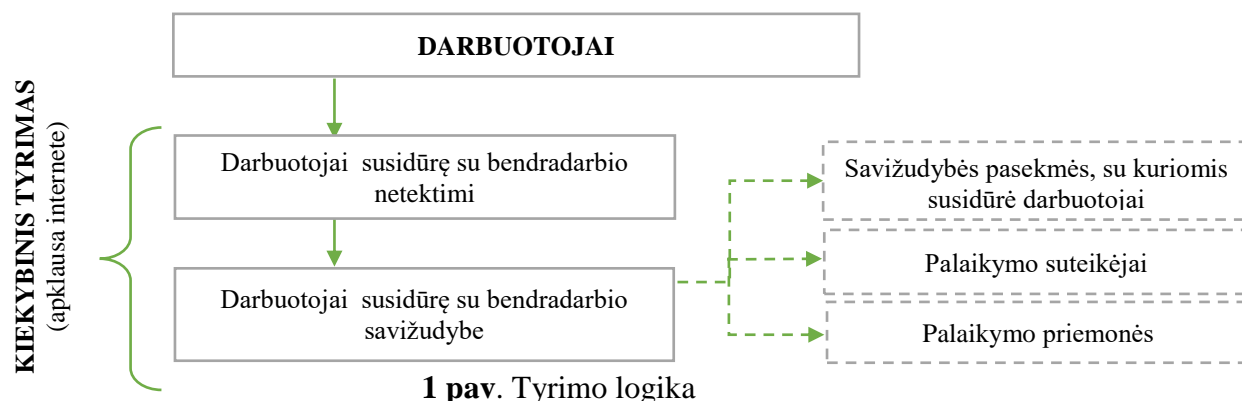 DARBUOTOJAI
KIEKYBINIS TYRIMAS
(apklausa internete)
Darbuotojai susidūrę su bendradarbio
netektimi
Darbuotojai susidūrę su bendradarbio
savižudybe
Savižudybės pasekmės, su kuriomis
susidūrė darbuotojai
Palaikymo suteikėjai
Palaikymo priemonės
1 pav. Tyrimo logika